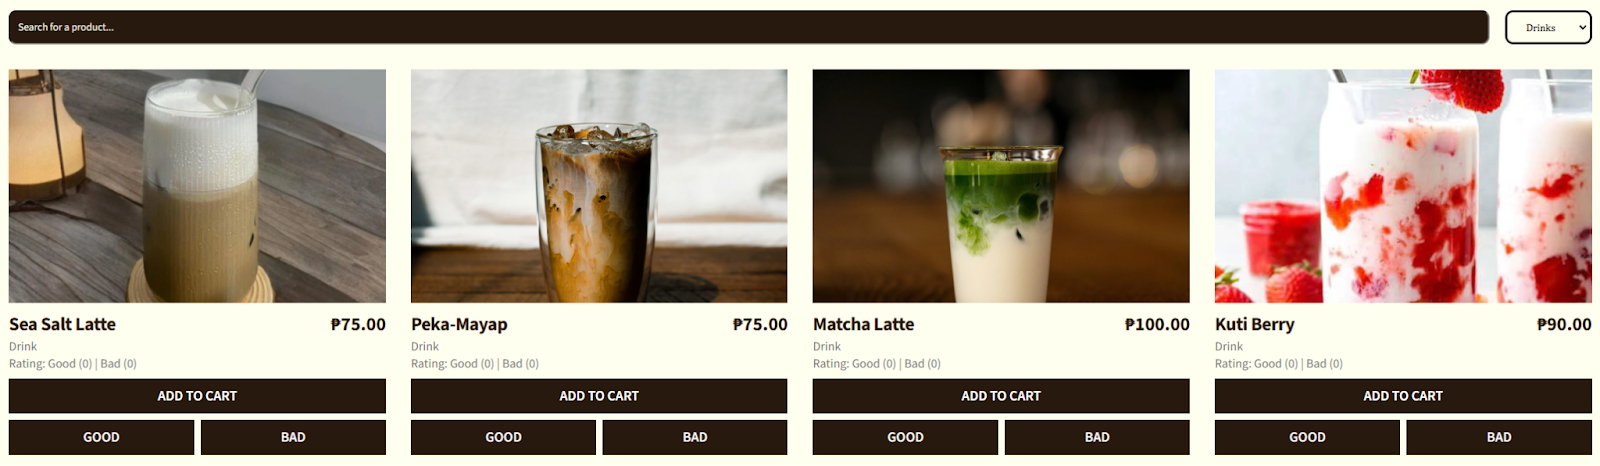 Search for a product...
Drinks
Sea Salt Latte ₱75.00
Drink
Rating: Good (0) | Bad (0)
ADD TO CART
GOOD BAD
Peka-Mayap ₱75.00
Drink
Rating: Good (0) | Bad (0)
ADD TO CART
GOOD BAD
Matcha Latte ₱100.00
Drink
Rating: Good (0) | Bad (0)
ADD TO CART
GOOD BAD
Kuti Berry ₱90.00
Drink
Rating: Good (0) | Bad (0)
ADD TO CART
GOOD BAD